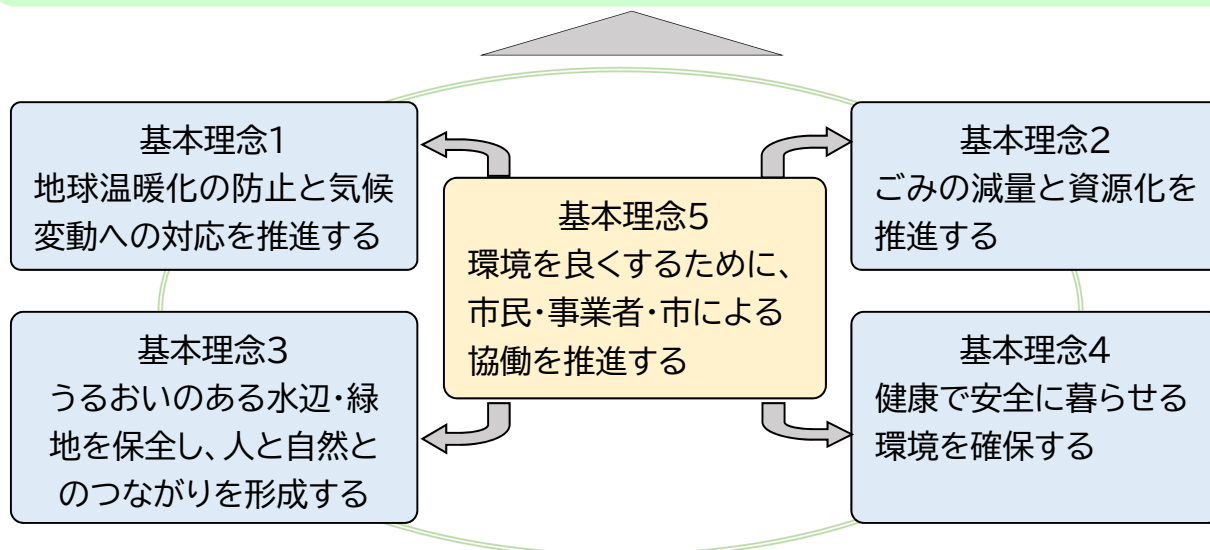 基本理念1
地球温暖化の防止と気候
変動への対応を推進する
基本理念2
ごみの減量と資源化を
推進する
基本理念5
環境を良くするために、
市民・事業者・市による
協働を推進する
基本理念3
うるおいのある水辺・緑
地を保全し、人と自然と
のつながりを形成する
基本理念4
健康で安全に暮らせる
環境を確保する